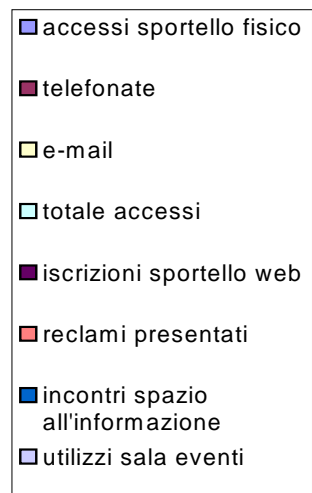 accessi sportello fisico
telefonate
e-mail
totale accessi
iscrizioni sportello web
reclami presentati
incontri spazio
all'informazione
utilizzi sala eventi